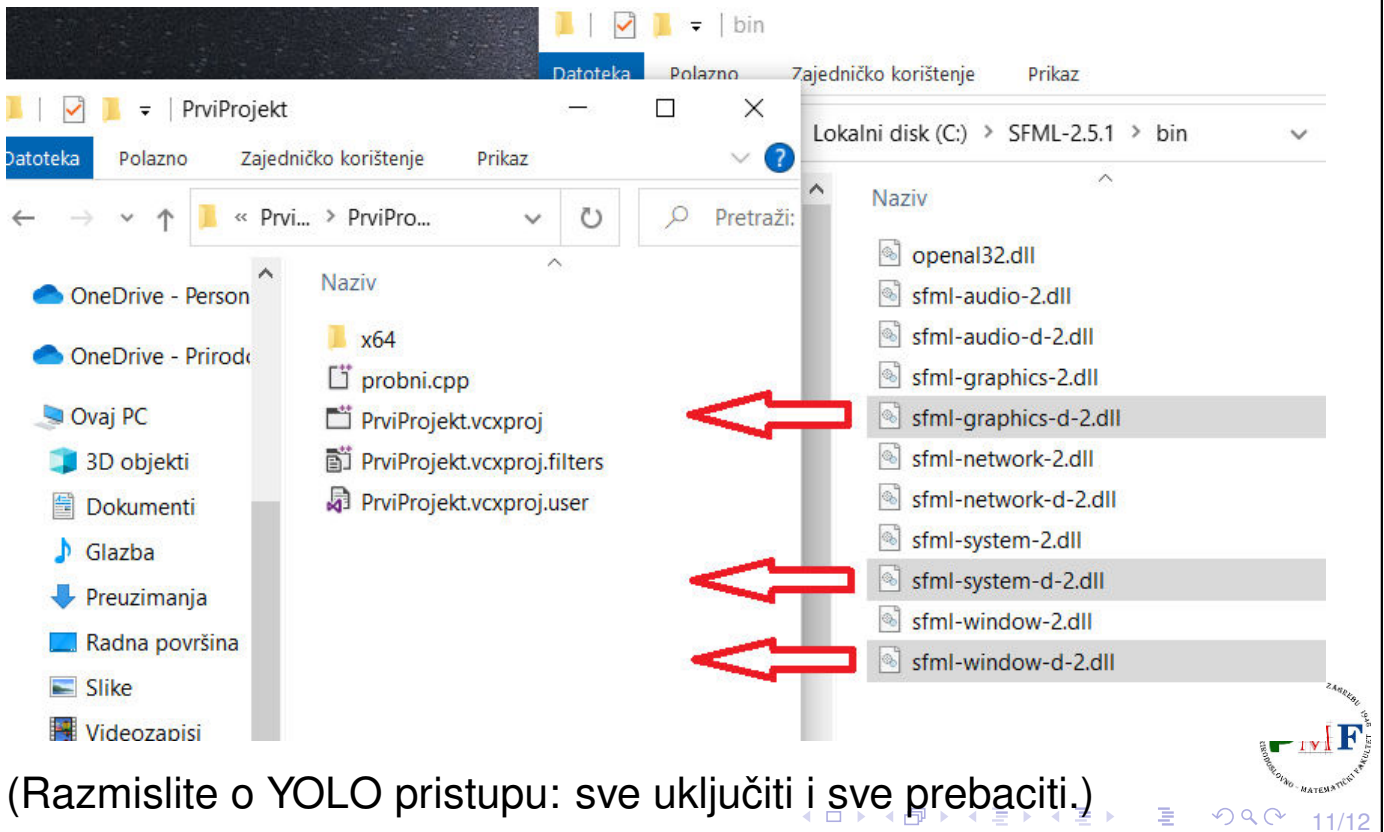 bin
Datoteka Polazno Zajedničko korištenje Prikaz
PrviProjekt
Datoteka Polazno Zajedničko korištenje Prikaz
« Prvi... > PrviPro...
Pretraži:
OneDrive - Person
OneDrive - Prirod
Ovaj PC
3D objekti
Dokumenti
Glazba
Preuzimanja
Radna površina
Slike
Videozapisi
Naziv
x64
probni.cpp
PrviProjekt.vcxproj
PrviProjekt.vcxproj.filters
PrviProjekt.vcxproj.user
Lokalni disk (C:) > SFML-2.5.1 > bin
Naziv
openal32.dll
sfml-audio-2.dll
sfml-audio-d-2.dll
sfml-graphics-2.dll
sfml-graphics-d-2.dll
sfml-network-2.dll
sfml-network-d-2.dll
sfml-system-2.dll
sfml-system-d-2.dll
sfml-window-2.dll
sfml-window-d-2.dll
(Razmislite o YOLO pristupu: sve uključiti i sve prebaciti.)
11/12